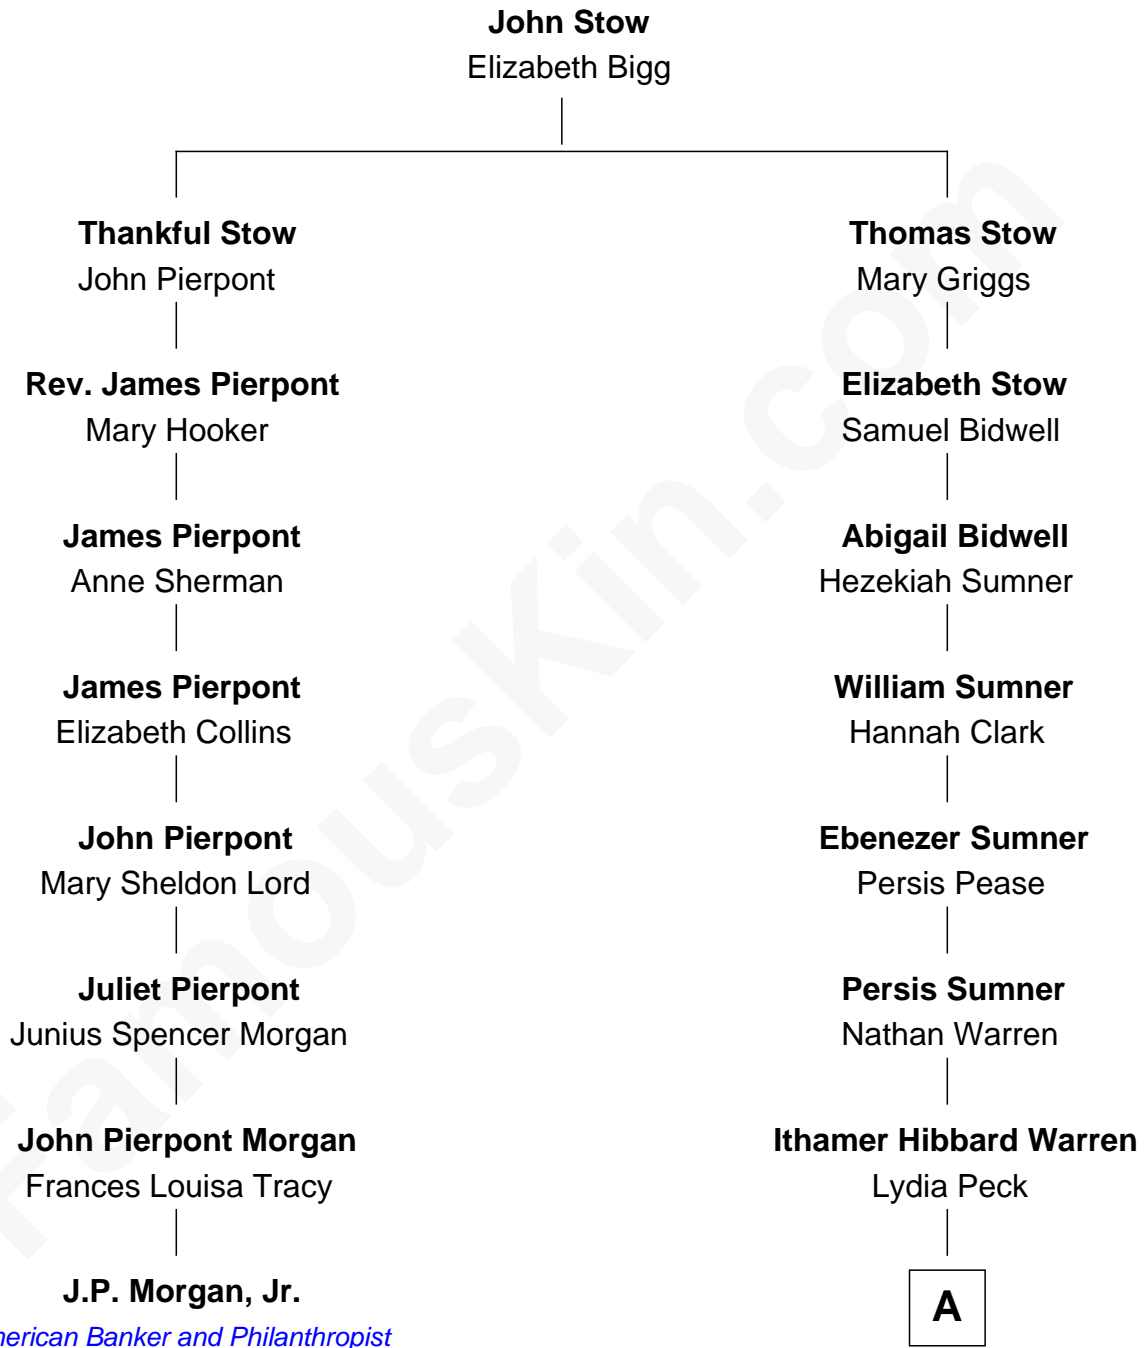 John Stow
Elizabeth Bigg
Thankful Stow
John Pierpont
Thomas Stow
Mary Griggs
Rev. James Pierpont
Mary Hooker
Elizabeth Stow
Samuel Bidwell
James Pierpont
Anne Sherman
Abigail Bidwell
Hezekiah Sumner
James Pierpont
Elizabeth Collins
William Sumner
Hannah Clark
John Pierpont
Mary Sheldon Lord
Ebenezer Sumner
Persis Pease
Juliet Pierpont
Junius Spencer Morgan
Persis Sumner
Nathan Warren
John Pierpont Morgan
Frances Louisa Tracy
Ithamer Hibbard Warren
Lydia Peck
J.P. Morgan, Jr.
merican Banker and Philanthropist
A
FamousKin.com